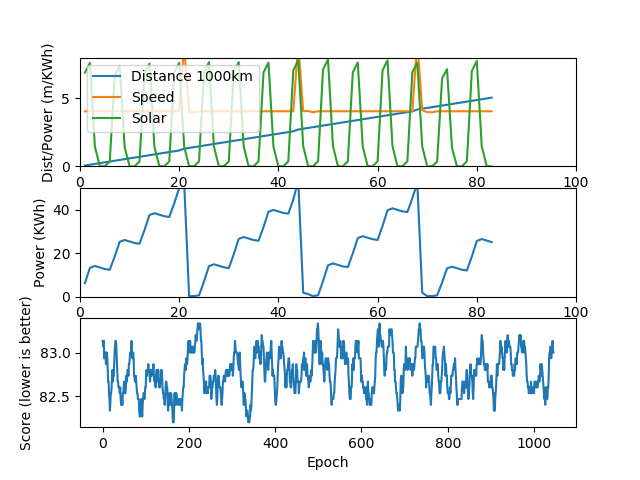 Dist/Power (m/KWh)
5
0
Distance 1000km
Speed
Solar
0 20 40 60 80 100
Power (KWh)
40
20
0
0 20 40 60 80 100
Score (lower is better)
83.0
82.5
0 200 400 600 800 1000
Epoch